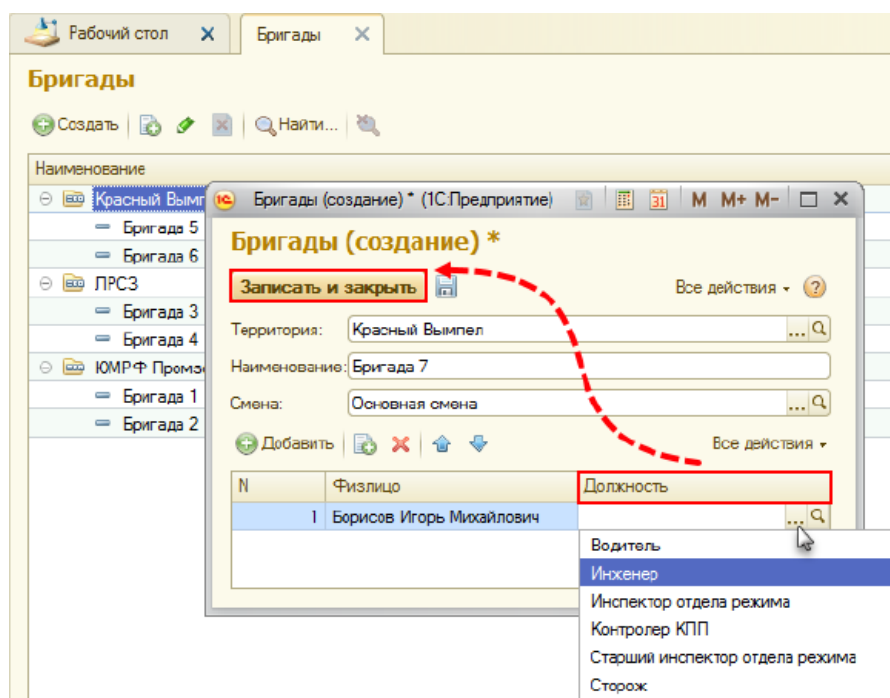 Рабочий стол
Бригады
Бригады
Создать
Найти...
Наименование
Красный Вымп
Бригада 5
Бригада 6
ЛРСЗ
Бригада 3
Бригада 4
ЮМРФ Промзо
Бригада 1
Бригада 2
1С Бригады (создание) * (1С:Предприятие) 31 M M+ M-
Бригады (создание) *
Записать и закрыть
Все действия
?
Территория: Красный Вымпел ...
Наименование: Бригада 7
Смена: Основная смена ...
Добавить
Все действия
N Физлицо Должность
1 Борисов Игорь Михайлович ...
Водитель
Инженер
Инспектор отдела режима
Контролер КПП
Старший инспектор отдела режима
Сторож